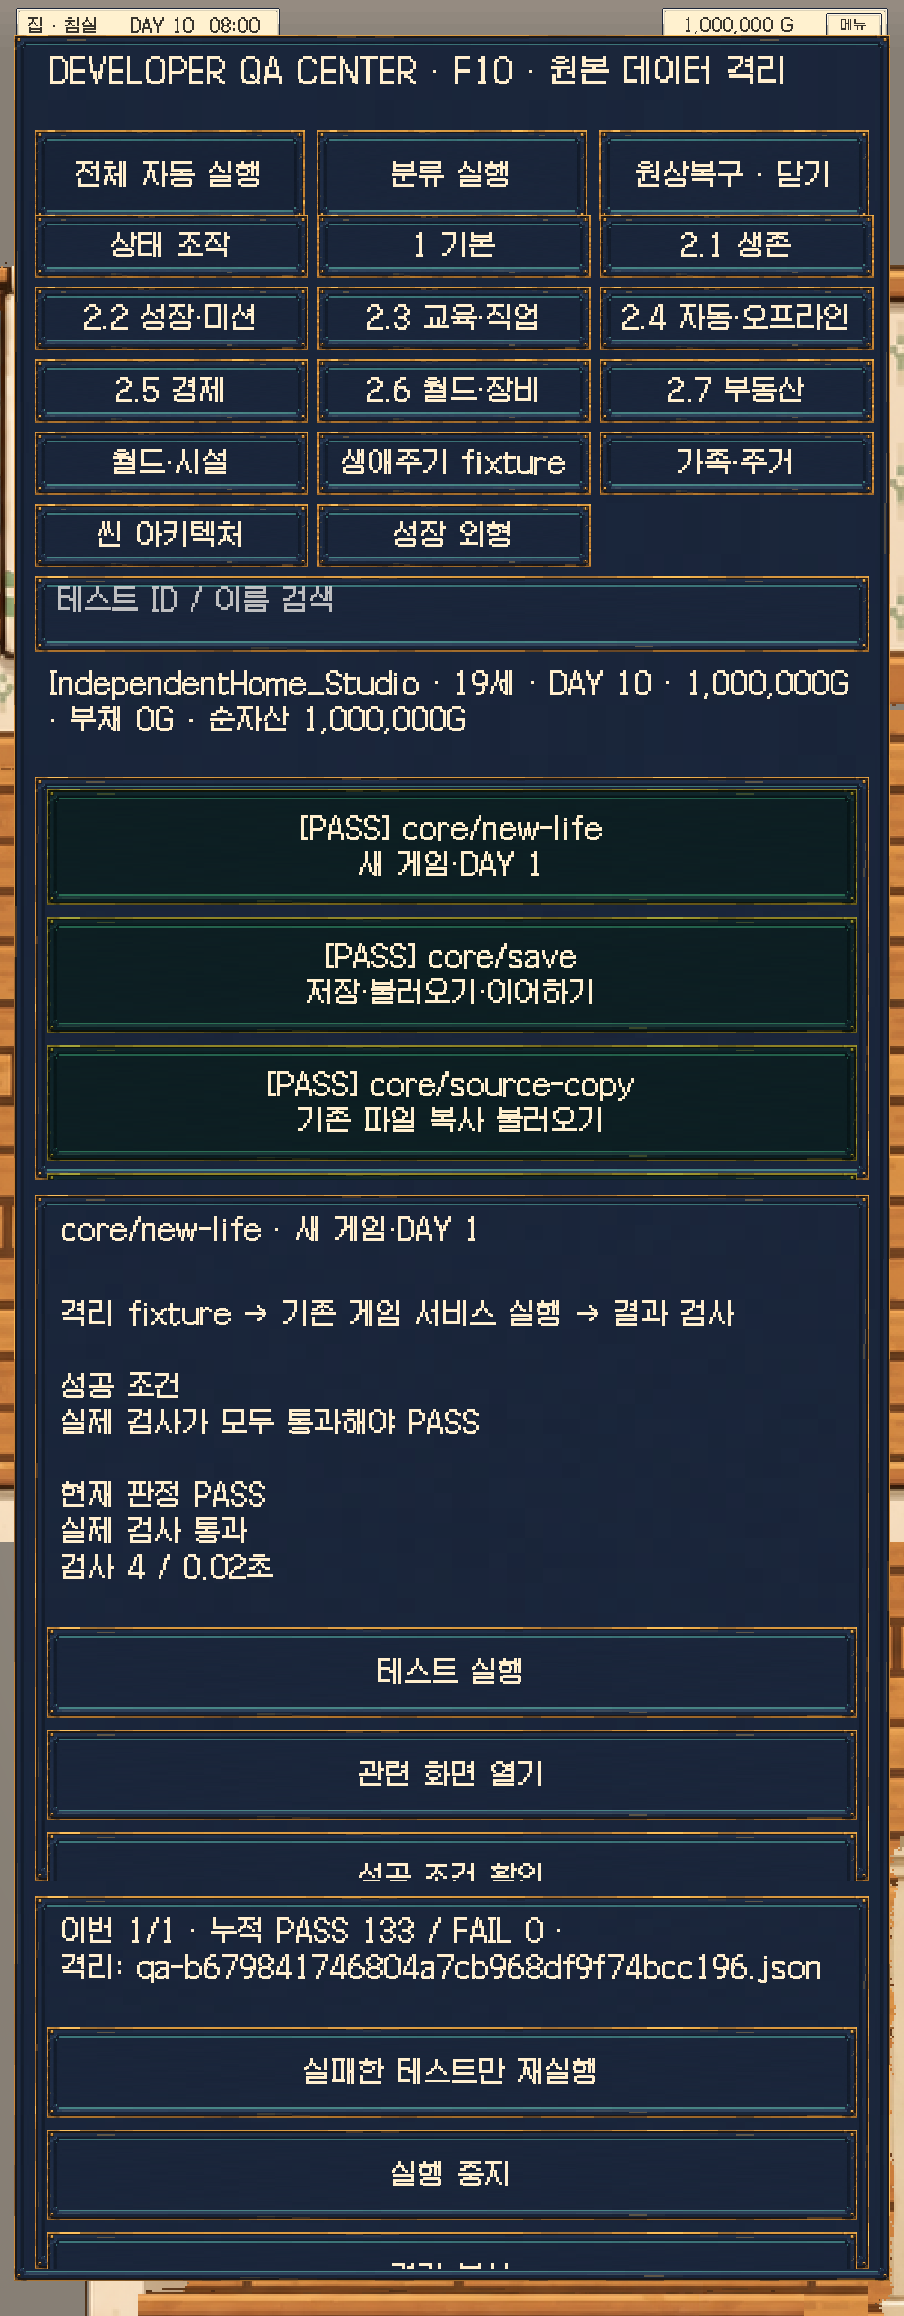 집 · 침실 DAY 10 08:00
1,000,000 G 메뉴
DEVELOPER QA CENTER · F10 · 원본 데이터 격리
전체 자동 실행
분류 실행
원상복구 · 닫기
상태 조작
1 기본
2.1 생존
2.2 성장·미션
2.3 교육·직업
2.4 자동·오프라인
2.5 경제
2.6 월드·장비
2.7 부동산
월드·시설
생애주기 fixture
가족·주거
씬 아키텍처
성장 외형
테스트 ID / 이름 검색
IndependentHome_Studio · 19세 · DAY 10 · 1,000,000G
· 부채 0G · 순자산 1,000,000G
[PASS] core/new-life
새 게임·DAY 1
[PASS] core/save
저장·불러오기·이어하기
[PASS] core/source-copy
기존 파일 복사 불러오기
core/new-life · 새 게임·DAY 1
격리 fixture → 기존 게임 서비스 실행 → 결과 검사
성공 조건
실제 검사가 모두 통과해야 PASS
현재 판정 PASS
실제 검사 통과
검사 4 / 0.02초
테스트 실행
관련 화면 열기
성공 조건 확인
이번 1/1 · 누적 PASS 133 / FAIL 0 ·
격리: qa-b679841746804a7cb968df9f74bcc196.json
실패한 테스트만 재실행
실행 중지